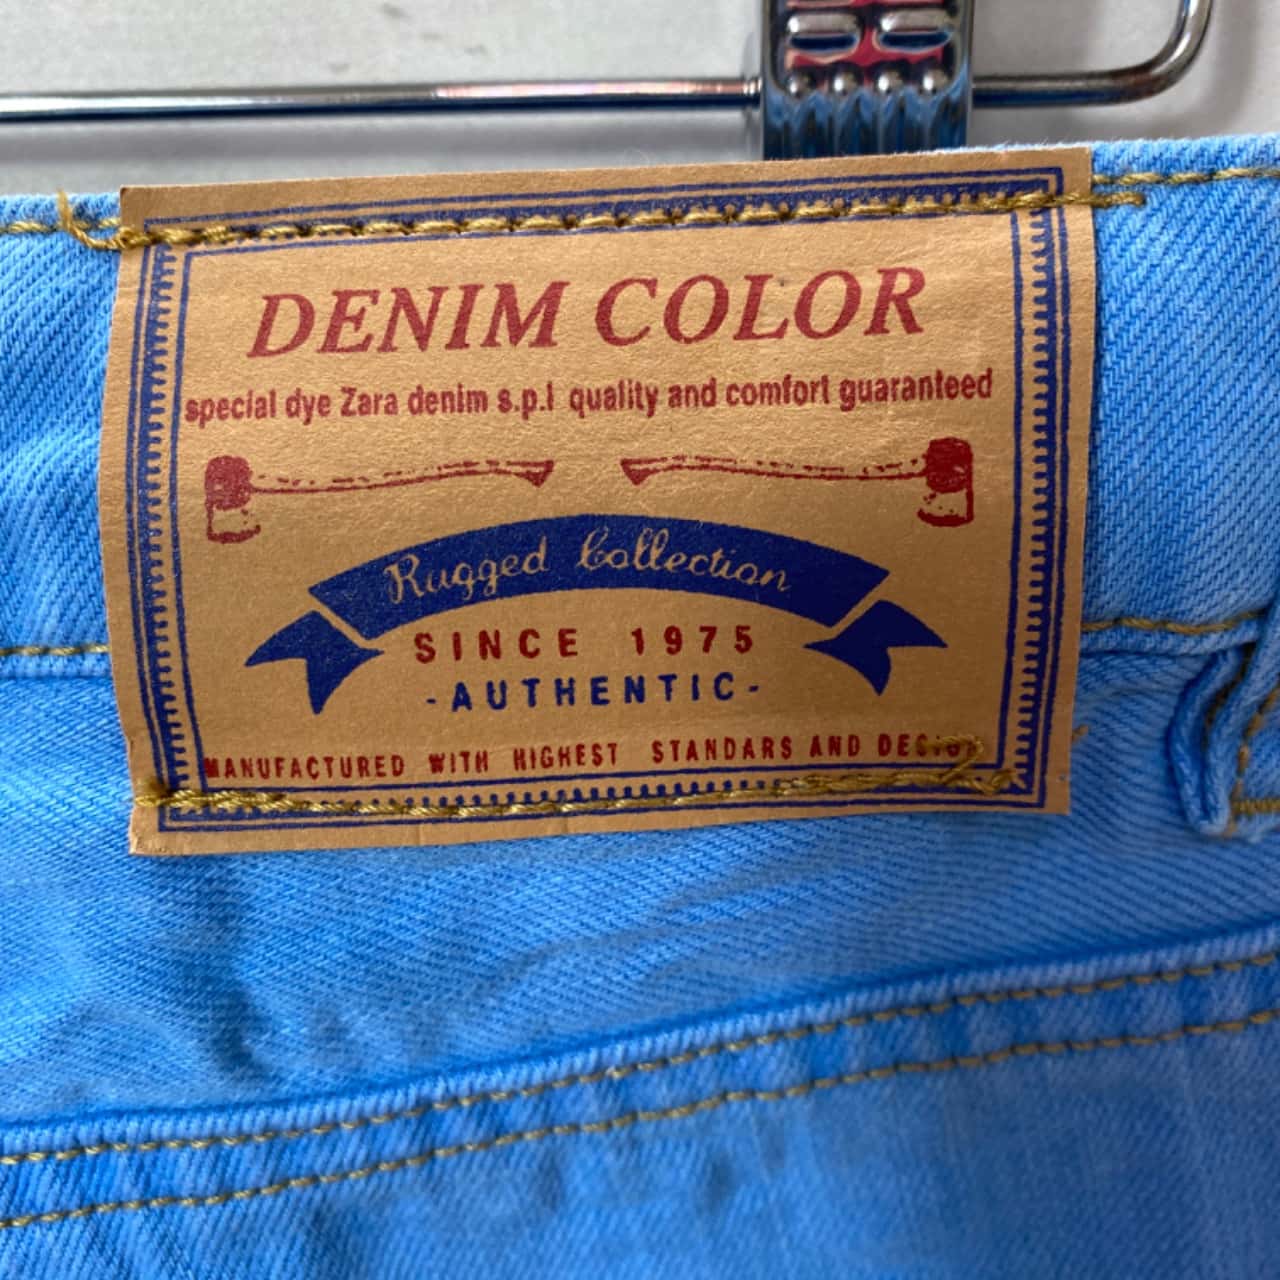 DENIM COLOR
special dye Zara denim s.p.l quality and comfort guaranteed
Rugged Collection
SINCE 1975
-AUTHENTIC-
MANUFACTURED WITH HIGHEST STANDARS AND DESIGN